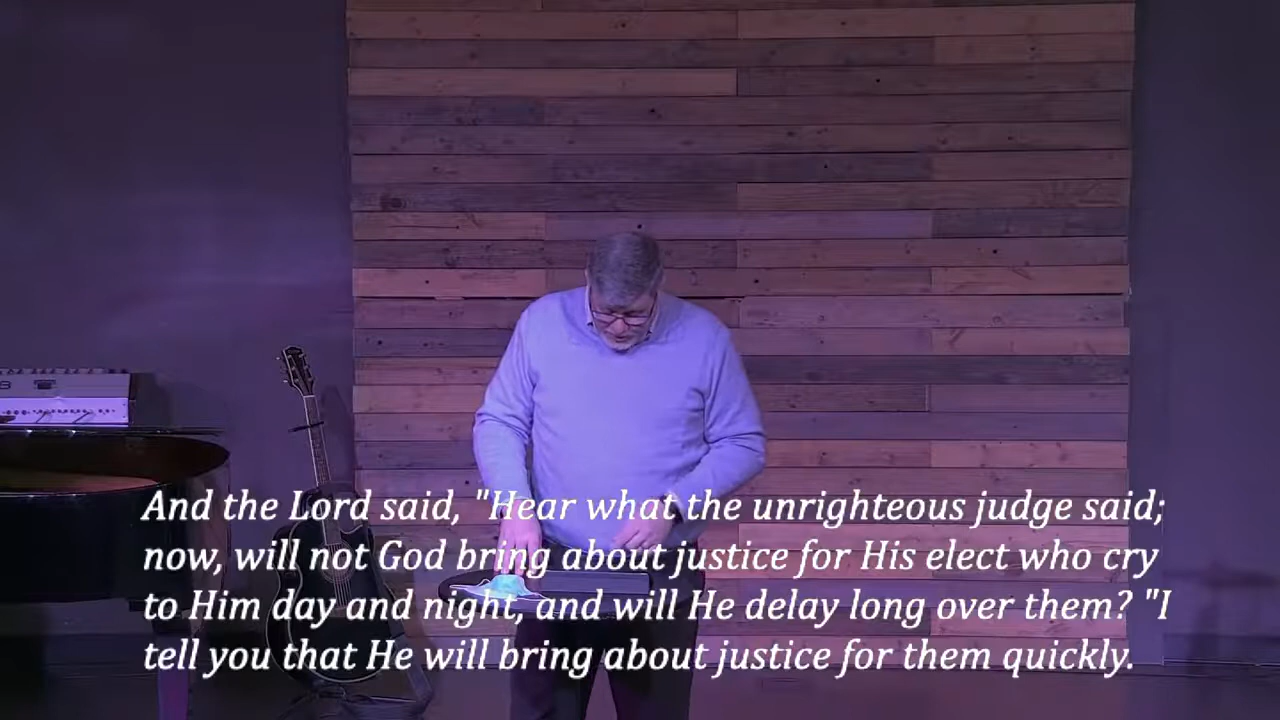 And the Lord said, "Hear what the unrighteous judge said;
now, will not God bring about justice for His elect who cry
to Him day and night, and will He delay long over them? "I
tell you that He will bring about justice for them quickly.